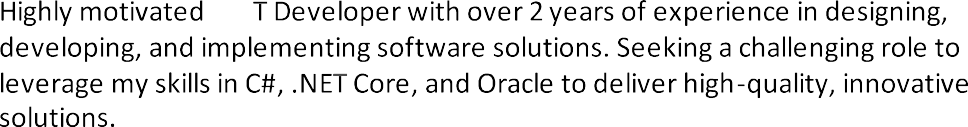 Highly motivated T Developer with over 2 years of experience in designing,
developing, and implementing software solutions. Seeking a challenging role to
leverage my skills in C#, .NET Core, and Oracle to deliver high-quality, innovative
solutions.